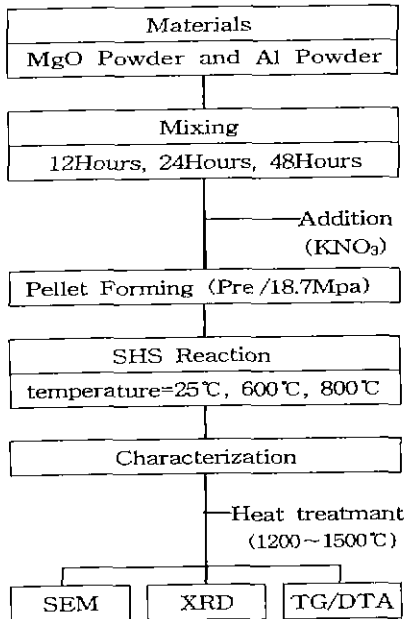 Materials
MgO Powder and Al Powder
Mixing
12Hours, 24Hours, 48Hours
Addition
(KNO₃)
Pellet Forming (Pre/18.7Mpa)
SHS Reaction
temperature=25℃, 600℃, 800℃
Characterization
Heat treatmant
(1200~1500℃)
SEM XRD TG/DTA